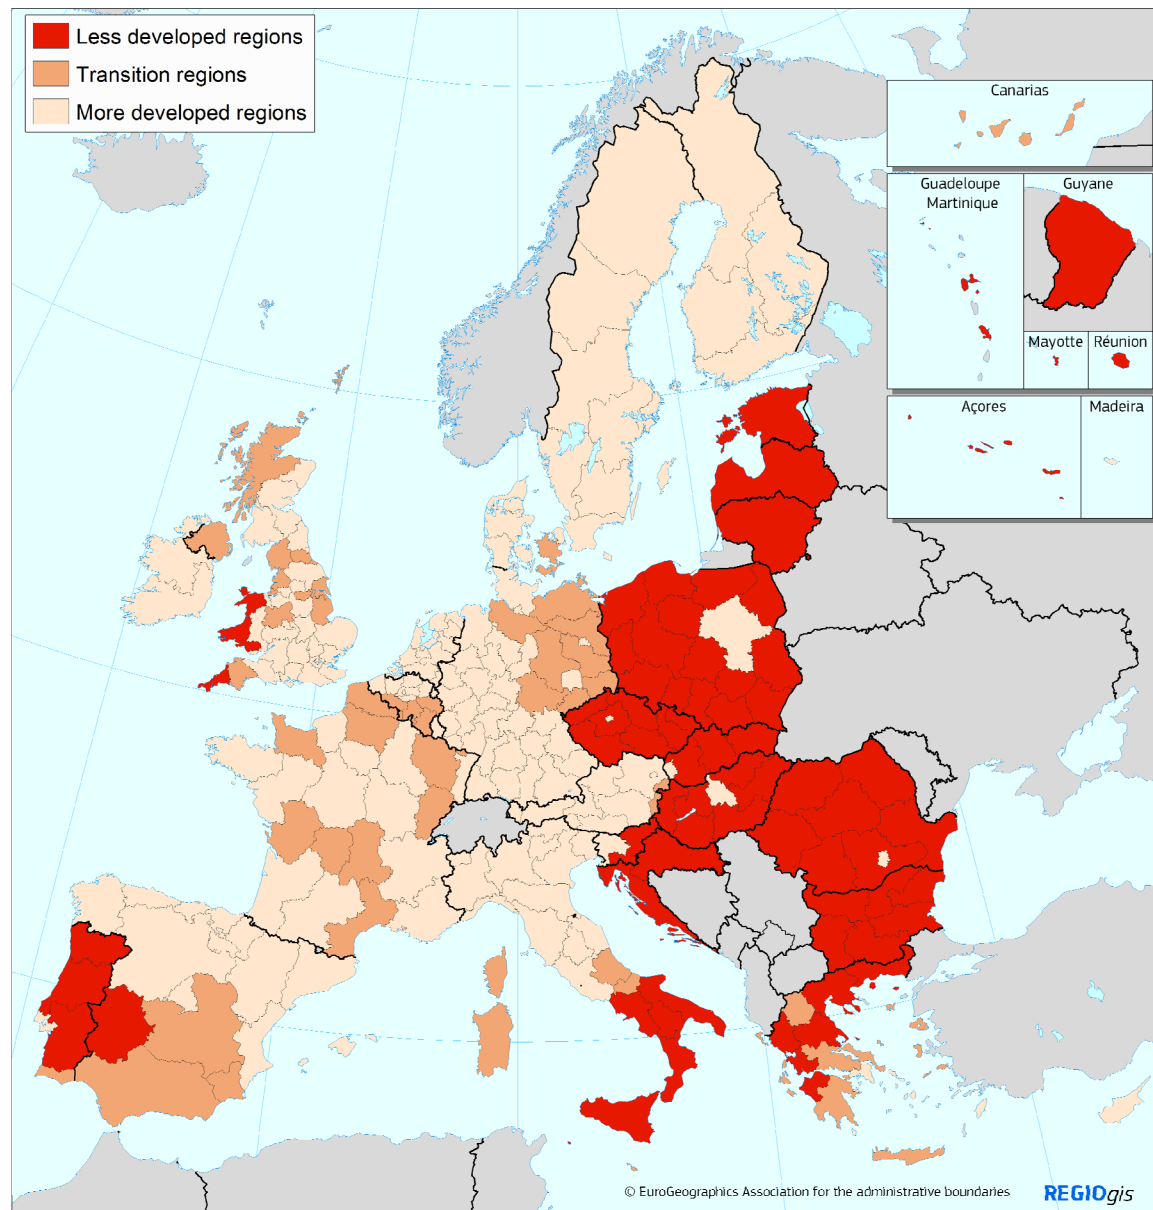 Less developed regions
Transition regions
More developed regions
Canarias
Guadeloupe
Martinique
Guyane
Mayotte
Réunion
Açores
Madeira
© EuroGeographics Association for the administrative boundaries
REGIOgis